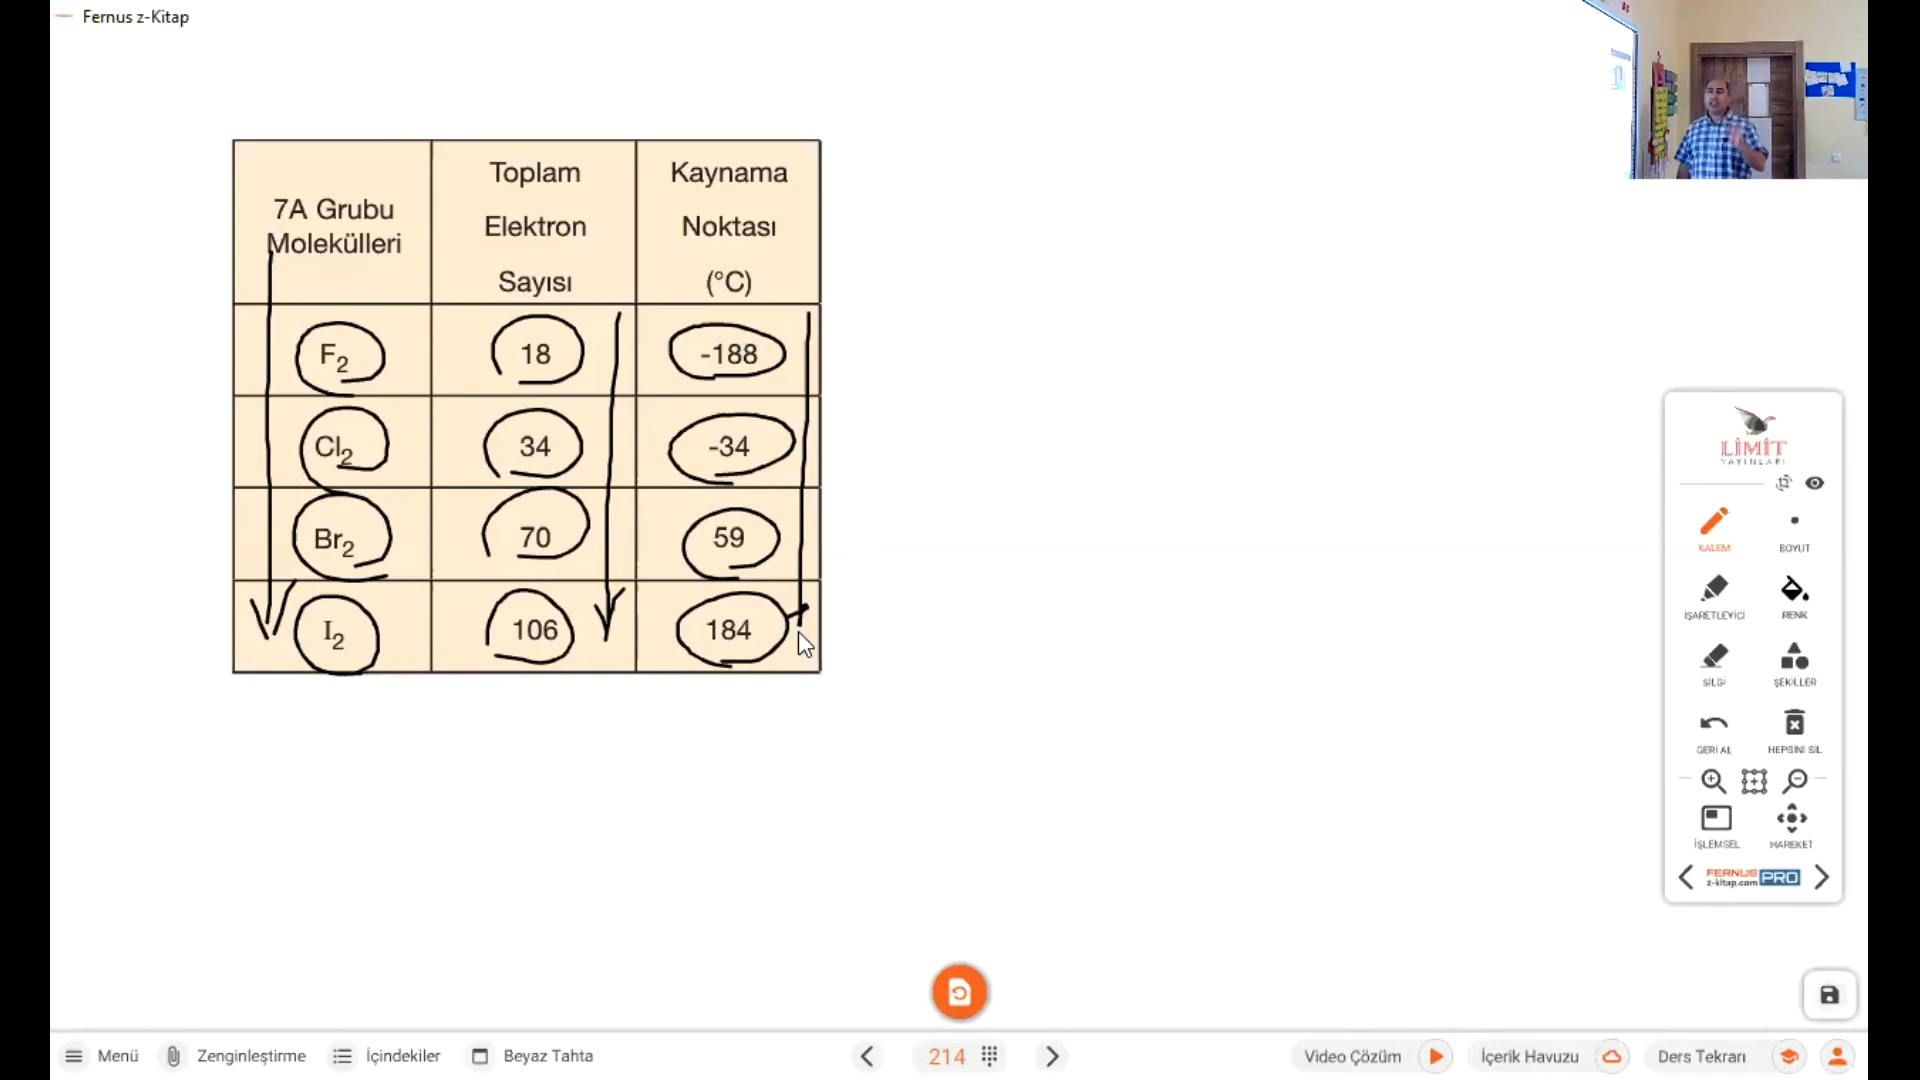 Fernus z-Kitap
7A Grubu
Molekülleri
Toplam
Elektron
Sayısı
Kaynama
Noktası
(°C)
F2 18 -188
Cl2 34 -34
Br2 70 59
I2 106 184
LİMİT
YAYINLARI
KALEM BOYUT
İŞARETLEYİCİ RENK
SİLGİ ŞEKİLLER
GERİ AL HEPSİNİ SİL
İŞLEMSEL HAREKET
FERNUS
z-kitap.com PRO
Menü Zenginleştirme İçindekiler Beyaz Tahta 214 Video Çözüm İçerik Havuzu Ders Tekrarı